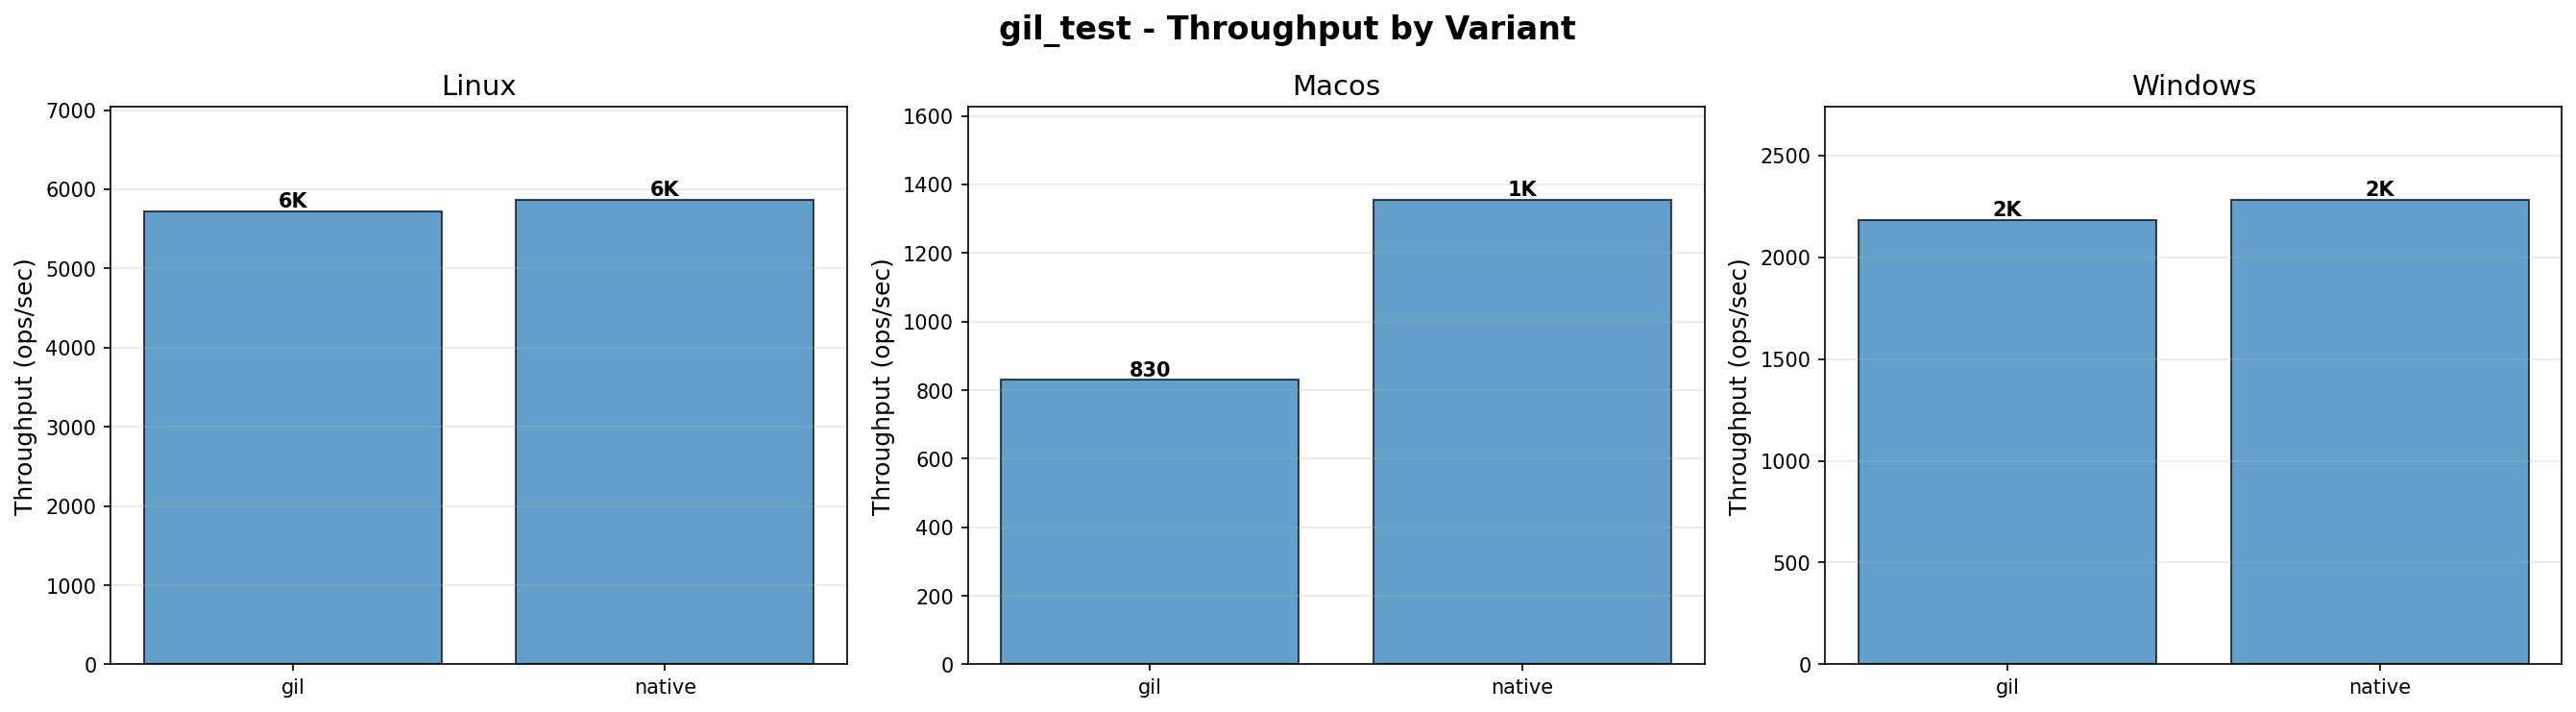 gil_test - Throughput by Variant
Linux
Throughput (ops/sec)
7000
6000
5000
4000
3000
2000
1000
0
6K
6K
gil
native
Macos
Throughput (ops/sec)
1600
1400
1200
1000
800
600
400
200
0
830
1K
gil
native
Windows
Throughput (ops/sec)
2500
2000
1500
1000
500
0
2K
2K
gil
native